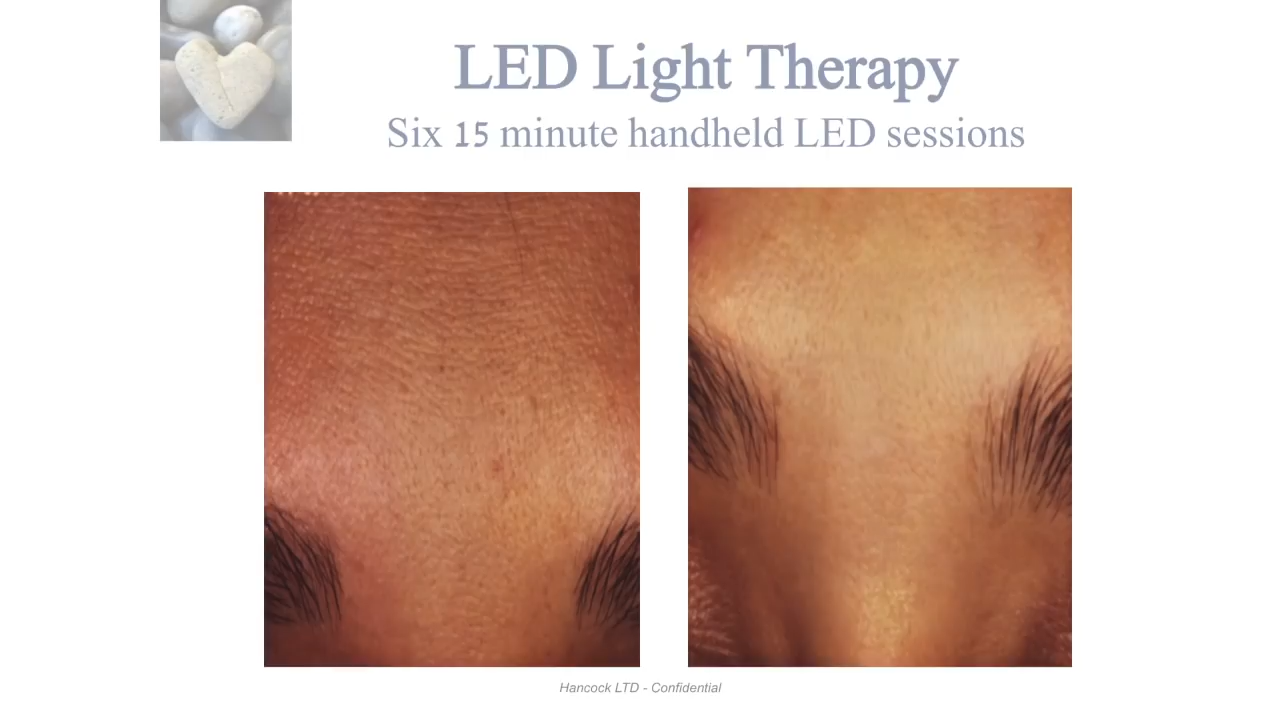 LED Light Therapy
Six 15 minute handheld LED sessions
Hancock LTD - Confidential